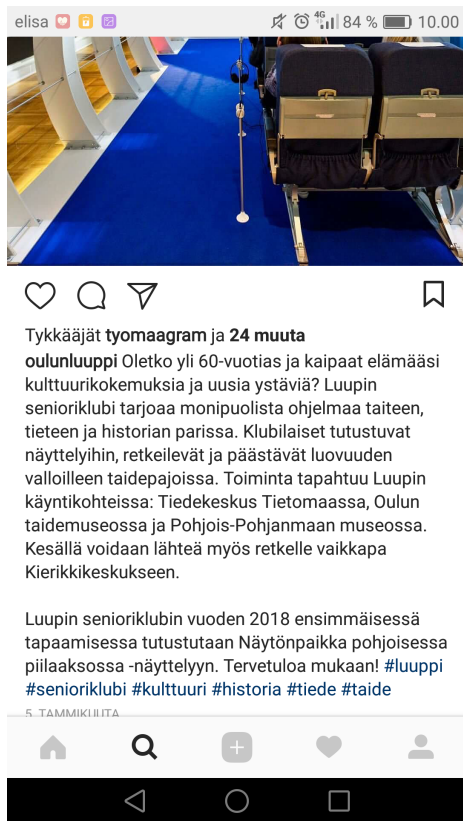 elisa 4G 84 % 10.00
Tykkääjät tyomaagram ja 24 muuta
oulunluuppi Oletko yli 60-vuotias ja kaipaat elämääsi
kulttuurikokemuksia ja uusia ystäviä? Luupin
senioriklubi tarjoaa monipuolista ohjelmaa taiteen,
tieteen ja historian parissa. Klubilaiset tutustuvat
näyttelyihin, retkeilevät ja päästävät luovuuden
valloilleen taidepajoissa. Toiminta tapahtuu Luupin
käyntikohteissa: Tiedekeskus Tietomaassa, Oulun
taidemuseossa ja Pohjois-Pohjanmaan museossa.
Kesällä voidaan lähteä myös retkelle vaikkapa
Kierikkikeskukseen.
Luupin senioriklubin vuoden 2018 ensimmäisessä
tapaamisessa tutustutaan Näytönpaikka pohjoisessa
piilaaksossa -näyttelyyn. Tervetuloa mukaan! #luuppi
#senioriklubi #kulttuuri #historia #tiede #taide
5. TAMMIKUUTA